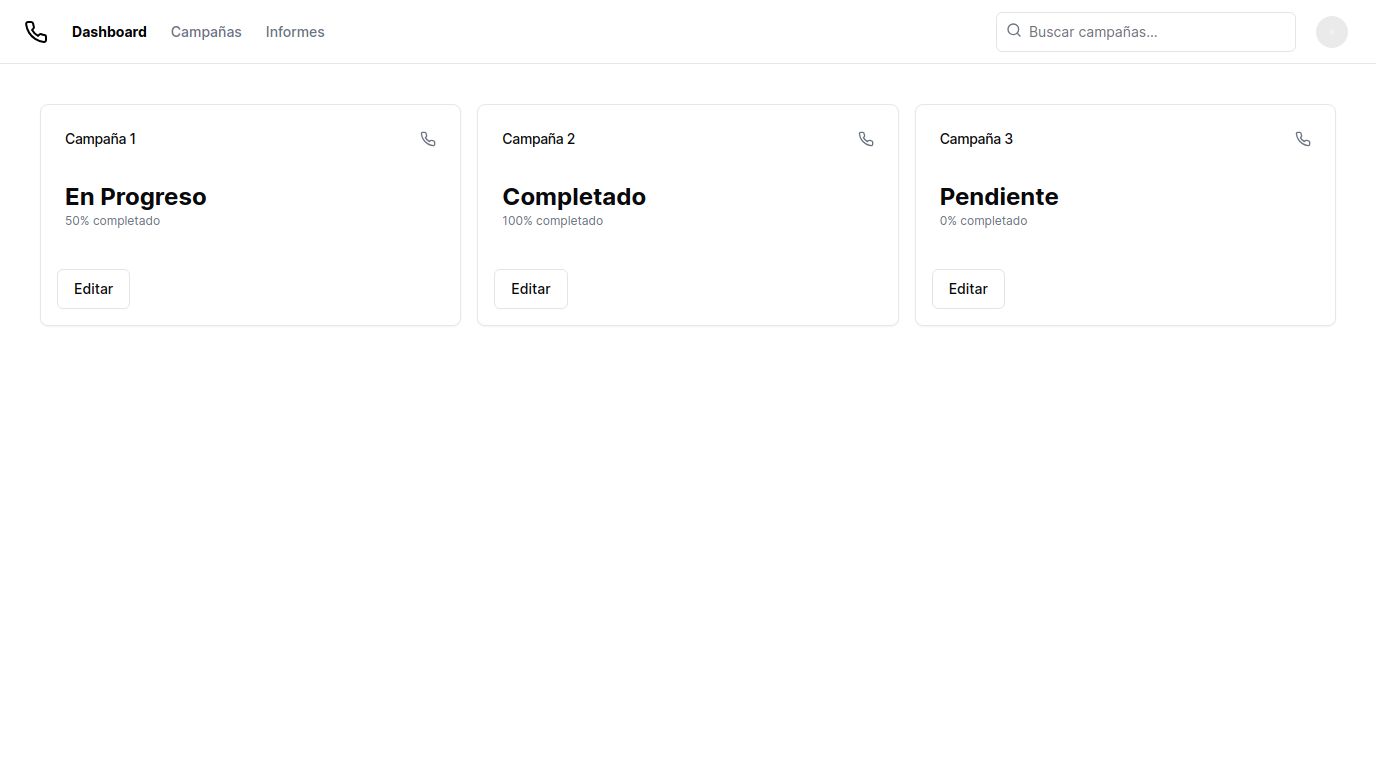 Dashboard Campañas Informes Buscar campañas...
Campaña 1
En Progreso
50% completado
Editar
Campaña 2
Completado
100% completado
Editar
Campaña 3
Pendiente
0% completado
Editar